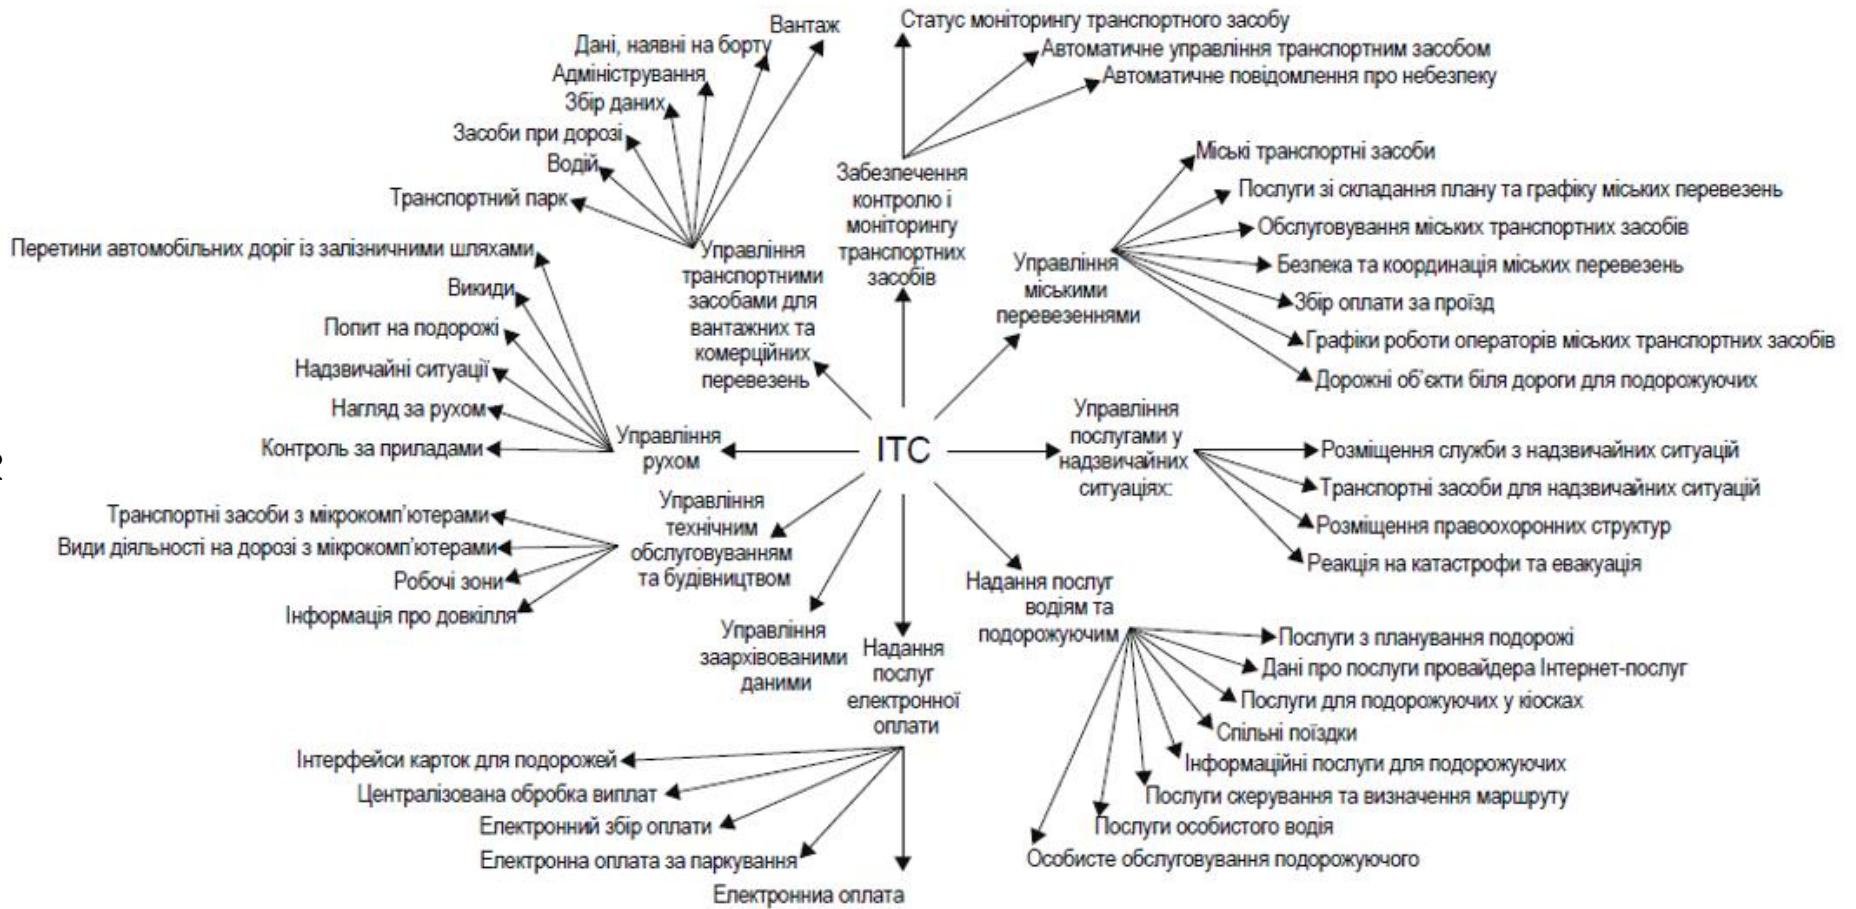 Вантаж
Дані, наявні на борту
Адміністрування
Збір даних
Засоби при дорозі
Водій
Транспортний парк
Управління
транспортними
засобами для
вантажних та
комерційних
перевезень
Статус моніторингу транспортного засобу
Автоматичне управління транспортним засобом
Автоматичне повідомлення про небезпеку
Забезпечення
контролю і
моніторингу
транспортних
засобів
Міські транспортні засоби
Послуги зі складання плану та графіку міських перевезень
Обслуговування міських транспортних засобів
Безпека та координація міських перевезень
Збір оплати за проїзд
Графіки роботи операторів міських транспортних засобів
Дорожні об’єкти біля дороги для подорожуючих
Управління
міськими
перевезеннями
Перетини автомобільних доріг із залізничними шляхами
Викиди
Попит на подорожі
Надзвичайні ситуації
Нагляд за рухом
Контроль за приладами
Управління
рухом
ІТС
Управління
послугами у
надзвичайних
ситуаціях:
Розміщення служби з надзвичайних ситуацій
Транспортні засоби для надзвичайних ситуацій
Розміщення правоохоронних структур
Реакція на катастрофи та евакуація
Транспортні засоби з мікрокомп’ютерами
Види діяльності на дорозі з мікрокомп’ютерами
Робочі зони
Інформація про довкілля
Управління
технічним
обслуговуванням
та будівництвом
Управління
заархівованими
даними
Надання
послуг
електронної
оплати
Інтерфейси карток для подорожей
Централізована обробка виплат
Електронний збір оплати
Електронна оплата за паркування
Електронниа оплата
Надання послуг
водіям та
подорожуючим
Послуги з планування подорожі
Дані про послуги провайдера Інтернет-послуг
Послуги для подорожуючих у кіосках
Спільні поїздки
Інформаційні послуги для подорожуючих
Послуги скерування та визначення маршруту
Послуги особистого водія
Особисте обслуговування подорожуючого